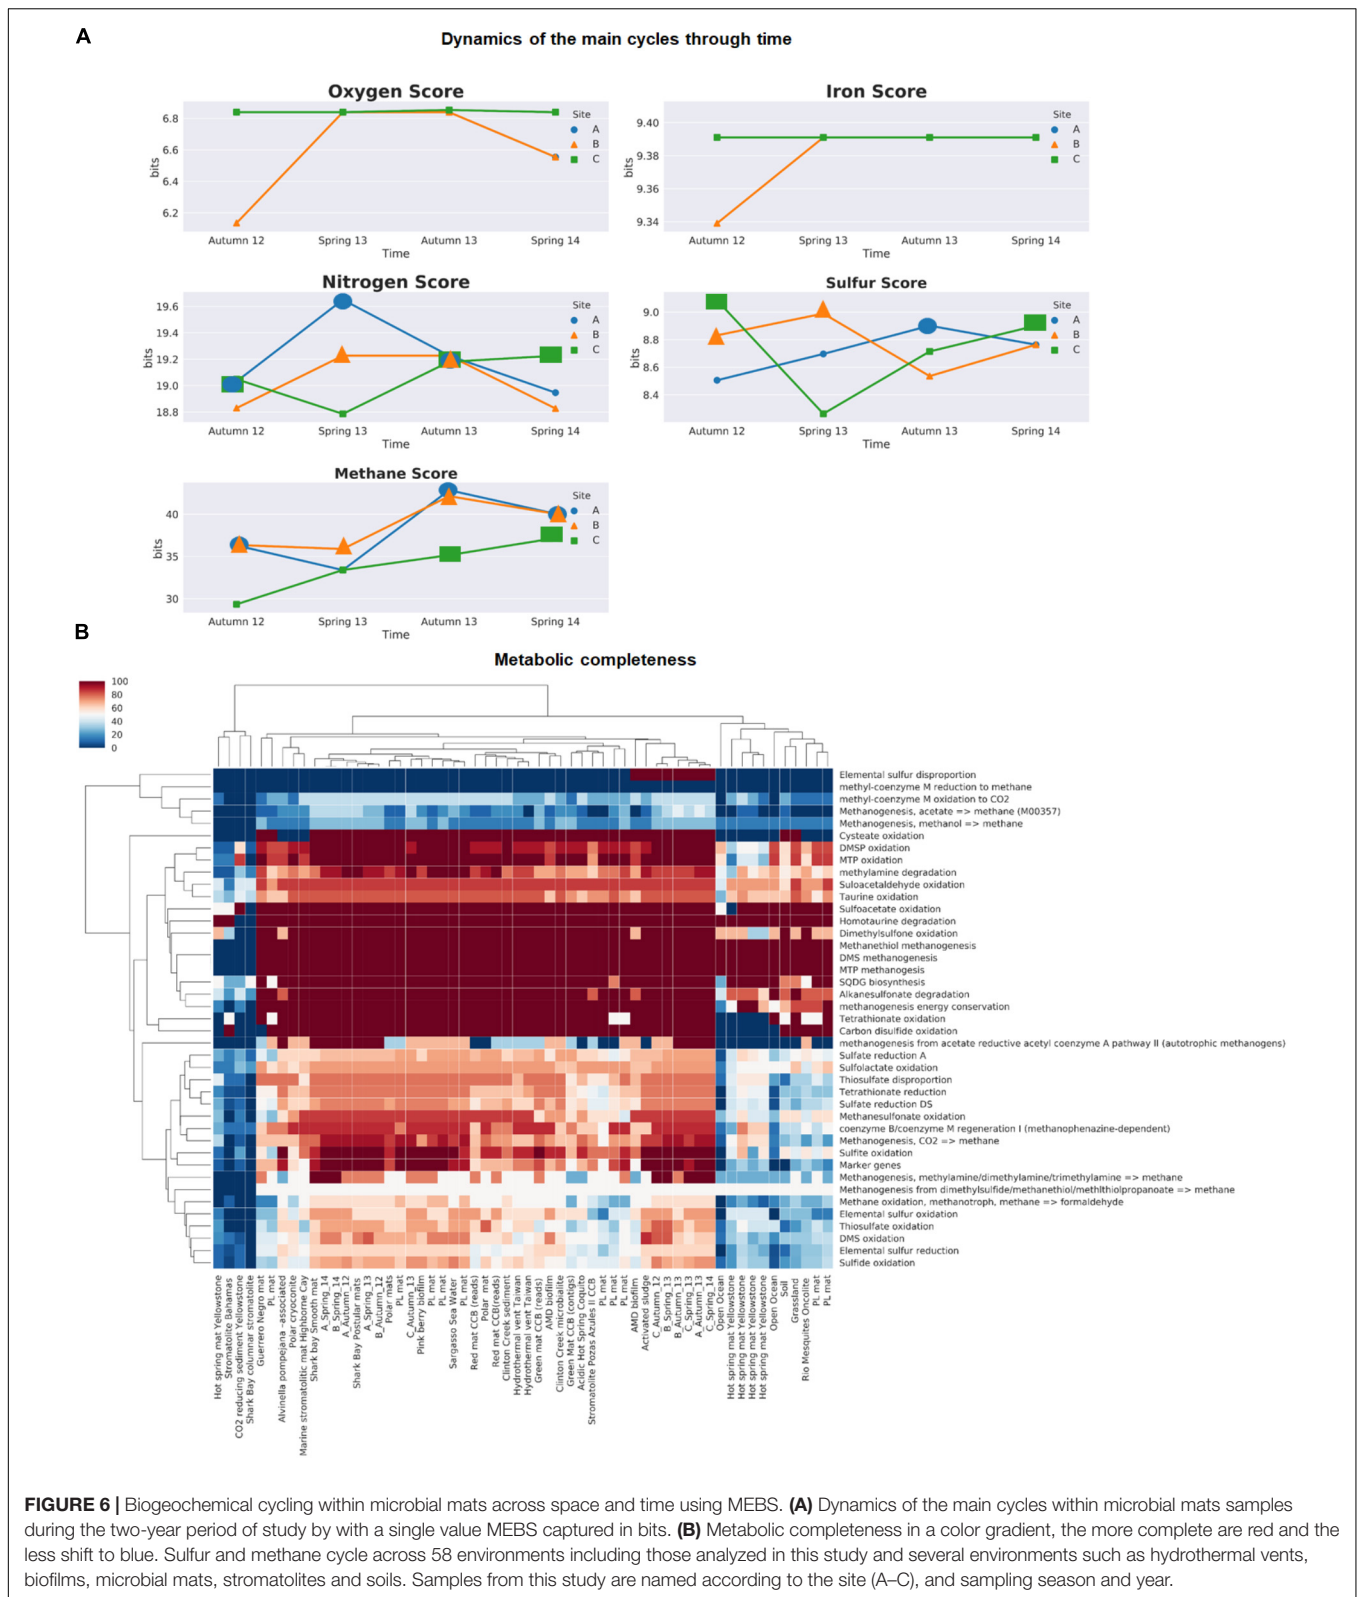 A
Dynamics of the main cycles through time
Oxygen Score
6.8
6.6
6.4
6.2
bits
Site
A
B
C
Autumn 12 Spring 13 Autumn 13 Spring 14
Time
Iron Score
9.40
9.38
9.36
9.34
bits
Site
A
B
C
Autumn 12 Spring 13 Autumn 13 Spring 14
Time
Nitrogen Score
19.6
19.4
19.2
19.0
18.8
bits
Site
A
B
C
Autumn 12 Spring 13 Autumn 13 Spring 14
Time
Sulfur Score
9.0
8.8
8.6
8.4
bits
Site
A
B
C
Autumn 12 Spring 13 Autumn 13 Spring 14
Time
Methane Score
40
35
30
bits
Site
A
B
C
Autumn 12 Spring 13 Autumn 13 Spring 14
Time
B
Metabolic completeness
100
80
60
40
20
0
Elemental sulfur disproportion
methyl-coenzyme M reduction to methane
methyl-coenzyme M oxidation to CO2
Methanogenesis, acetate => methane (M00357)
Methanogenesis, methanol => methane
Cysteate oxidation
DMSP oxidation
MTP oxidation
methylamine degradation
Suloacetaldehyde oxidation
Taurine oxidation
Sulfoacetate oxidation
Homotaurine degradation
Dimethylsulfone oxidation
Methanethiol methanogenesis
DMS methanogenesis
MTP methanogesis
SQDG biosynthesis
Alkanesulfonate degradation
methanogenesis energy conservation
Tetrathionate oxidation
Carbon disulfide oxidation
methanogenesis from acetate reductive acetyl coenzyme A pathway II (autotrophic methanogens)
Sulfate reduction A
Sulfolactate oxidation
Thiosulfate disproportion
Tetrathionate reduction
Sulfate reduction DS
Methanesulfonate oxidation
coenzyme B/coenzyme M regeneration I (methanophenazine-dependent)
Methanogenesis, CO2 => methane
Sulfite oxidation
Marker genes
Methanogenesis, methylamine/dimethylamine/trimethylamine => methane
Methanogenesis from dimethylsulfide/methanethiol/methlthiolpropanoate => methane
Methane oxidation, methanotroph, methane => formaldehyde
Elemental sulfur oxidation
Thiosulfate oxidation
DMS oxidation
Elemental sulfur reduction
Sulfide oxidation
Hot spring mat Yellowstone
Stromatolite Bahamas
CO2 reducing sediment Yellowstone
Shark Bay columnar stromatolite
Guerrero Negro mat
PL mat
Alvinella pompejana -associated
Polar cryoconite
Marine stromatolitic mat Highborne Cay
Shark bay Smooth mat
A_Spring_14
B_Spring_14
A_Autumn_12
Shark Bay Postular mats
A_Spring_13
B_Autumn_12
Polar mats
PL mat
C_Autumn_13
Pink berry biofilm
PL mat
PL mat
Sargasso Sea Water
PL mat
Red mat CCB (reads)
Polar mat
Red mat CCB(reads)
Clinton Creek sediment
Hydrothermal vent Taiwan
Hydrothermal vent Taiwan
Green mat CCB (reads)
AMD biofilm
Clinton Creek microbialite
Green Mat CCB (contigs)
Acidic Hot Spring Coquito
Stromatolite Pozas Azules II CCB
PL mat
PL mat
PL mat
AMD biofilm
Activated sludge
C_Autumn_12
B_Spring_13
B_Autumn_13
C_Spring_13
A_Autumn_13
C_Spring_14
Open Ocean
Hot spring mat Yellowstone
Hot spring mat Yellowstone
Hot spring mat Yellowstone
Hot spring mat Yellowstone
Open Ocean
Soil
Grassland
Rio Mesquites Oncolite
PL mat
PL mat
FIGURE 6 | Biogeochemical cycling within microbial mats across space and time using MEBS. (A) Dynamics of the main cycles within microbial mats samples
during the two-year period of study by with a single value MEBS captured in bits. (B) Metabolic completeness in a color gradient, the more complete are red and the
less shift to blue. Sulfur and methane cycle across 58 environments including those analyzed in this study and several environments such as hydrothermal vents,
biofilms, microbial mats, stromatolites and soils. Samples from this study are named according to the site (A–C), and sampling season and year.